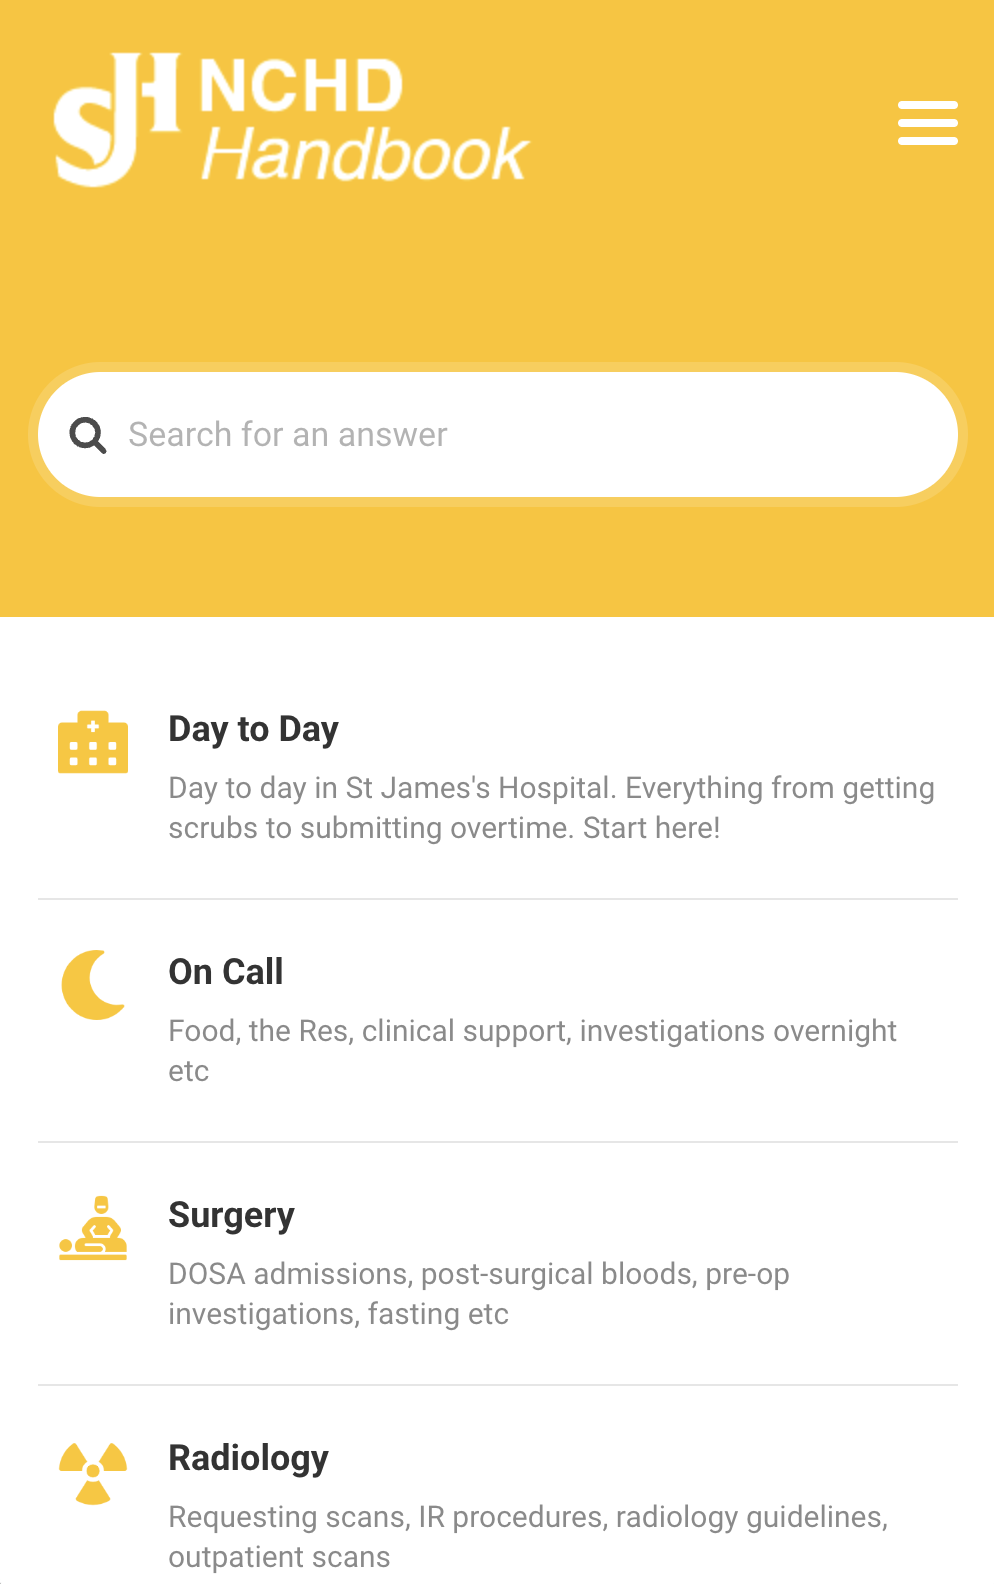 SJH NCHD
Handbook
Search for an answer
Day to Day
Day to day in St James's Hospital. Everything from getting
scrubs to submitting overtime. Start here!
On Call
Food, the Res, clinical support, investigations overnight
etc
Surgery
DOSA admissions, post-surgical bloods, pre-op
investigations, fasting etc
Radiology
Requesting scans, IR procedures, radiology guidelines,
outpatient scans